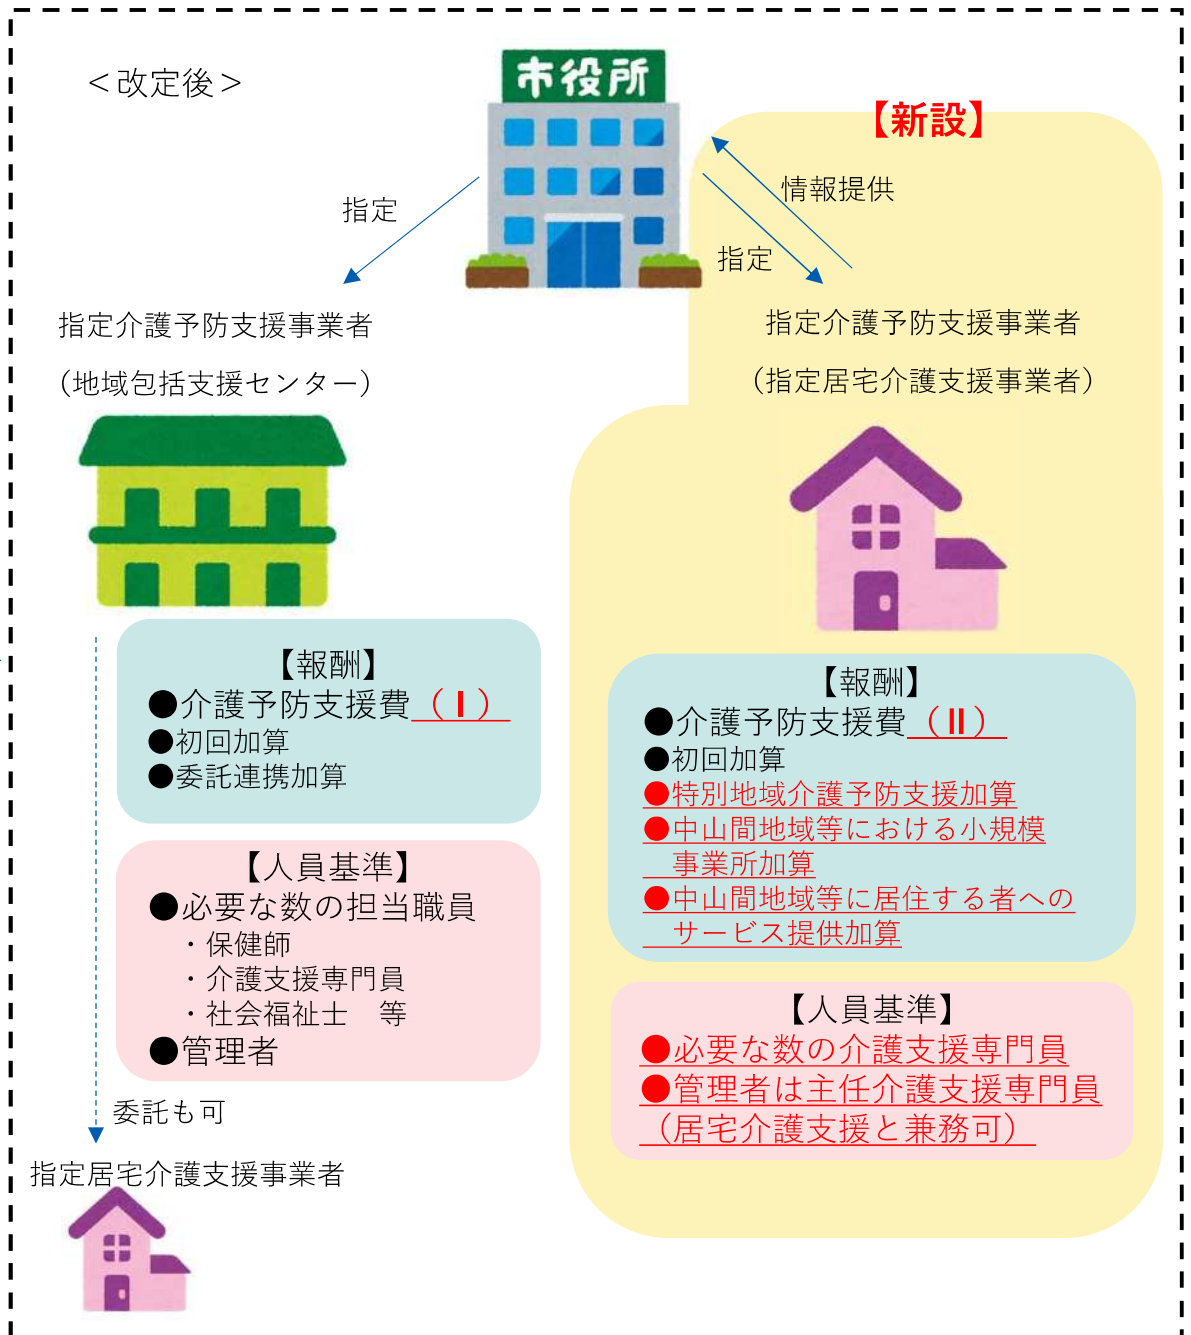 ＜改定後＞
市役所
【新設】
指定
情報提供
指定
指定介護予防支援事業者
（地域包括支援センター）
指定介護予防支援事業者
（指定居宅介護支援事業者）
【報酬】
●介護予防支援費（Ⅰ）
●初回加算
●委託連携加算
【人員基準】
●必要な数の担当職員
・保健師
・介護支援専門員
・社会福祉士　等
●管理者
委託も可
指定居宅介護支援事業者
【報酬】
●介護予防支援費（Ⅱ）
●初回加算
●特別地域介護予防支援加算
●中山間地域等における小規模
事業所加算
●中山間地域等に居住する者への
サービス提供加算
【人員基準】
●必要な数の介護支援専門員
●管理者は主任介護支援専門員
（居宅介護支援と兼務可）